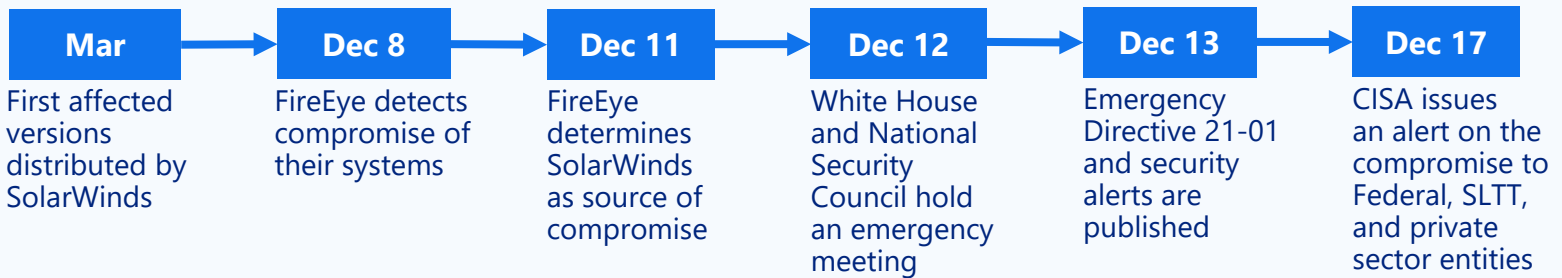 Mar
First affected
versions
distributed by
SolarWinds
Dec 8
FireEye detects
compromise of
their systems
Dec 11
FireEye
determines
SolarWinds
as source of
compromise
Dec 12
White House
and National
Security
Council hold
an emergency
meeting
Dec 13
Emergency
Directive 21-01
and security
alerts are
published
Dec 17
CISA issues
an alert on the
compromise to
Federal, SLTT,
and private
sector entities